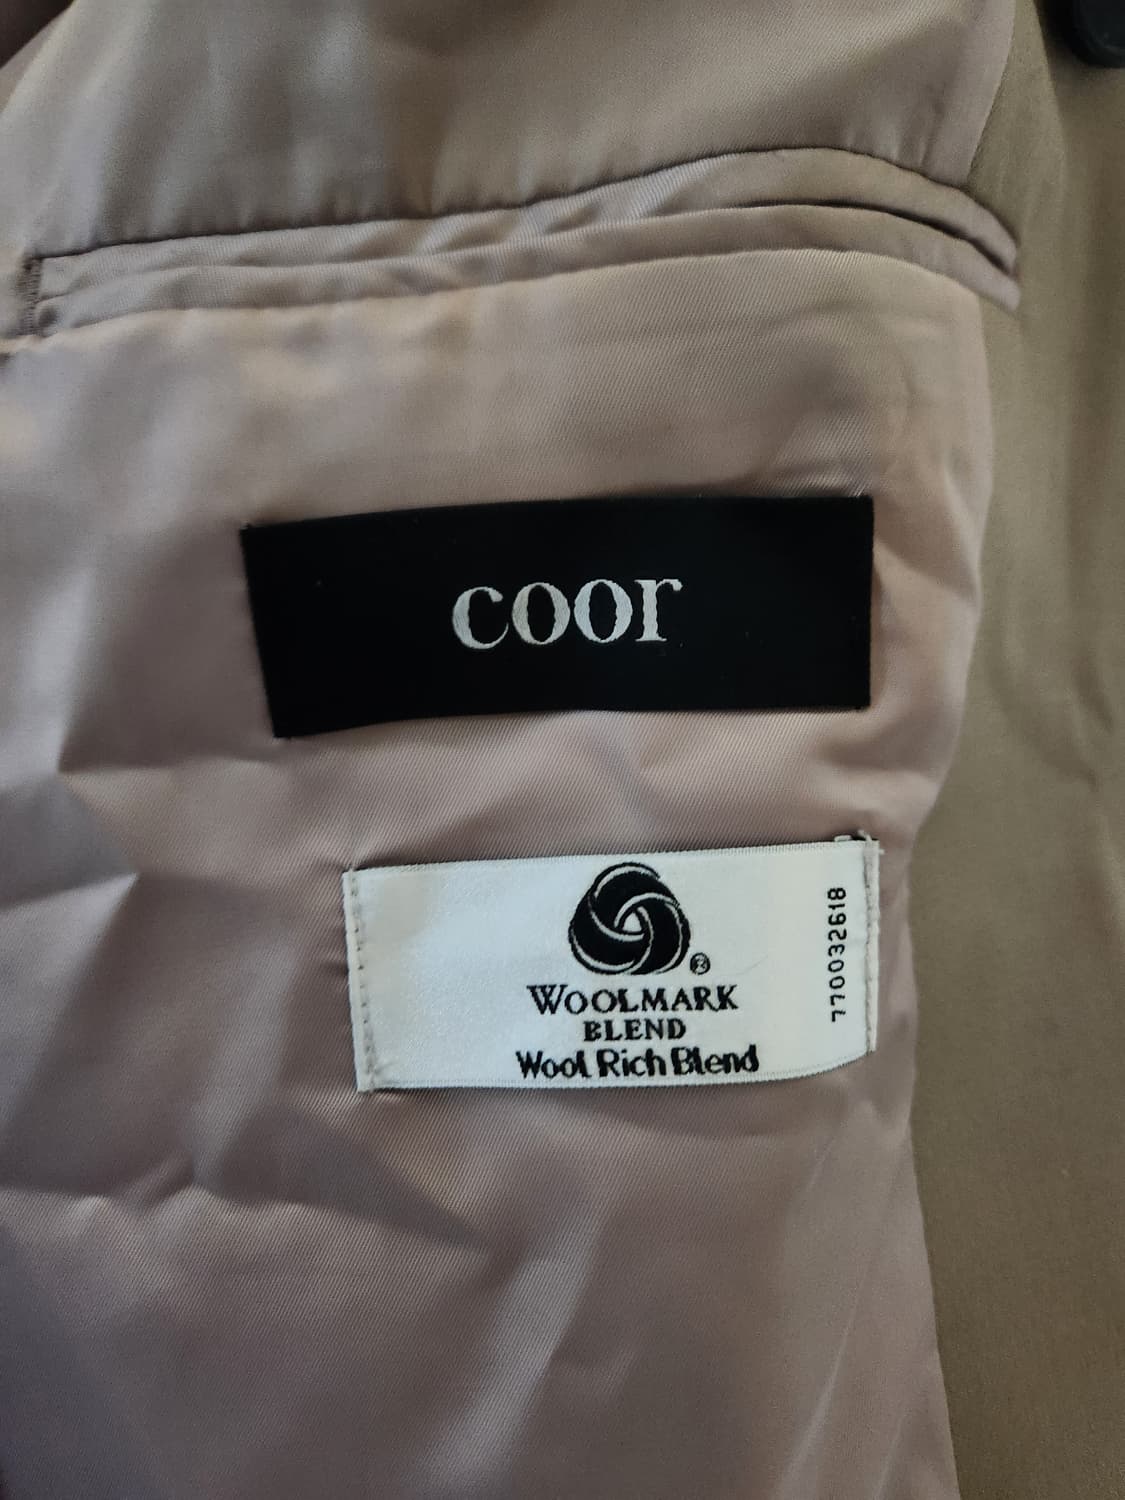 coor
WOOLMARK
BLEND
Wool Rich Blend
770032618